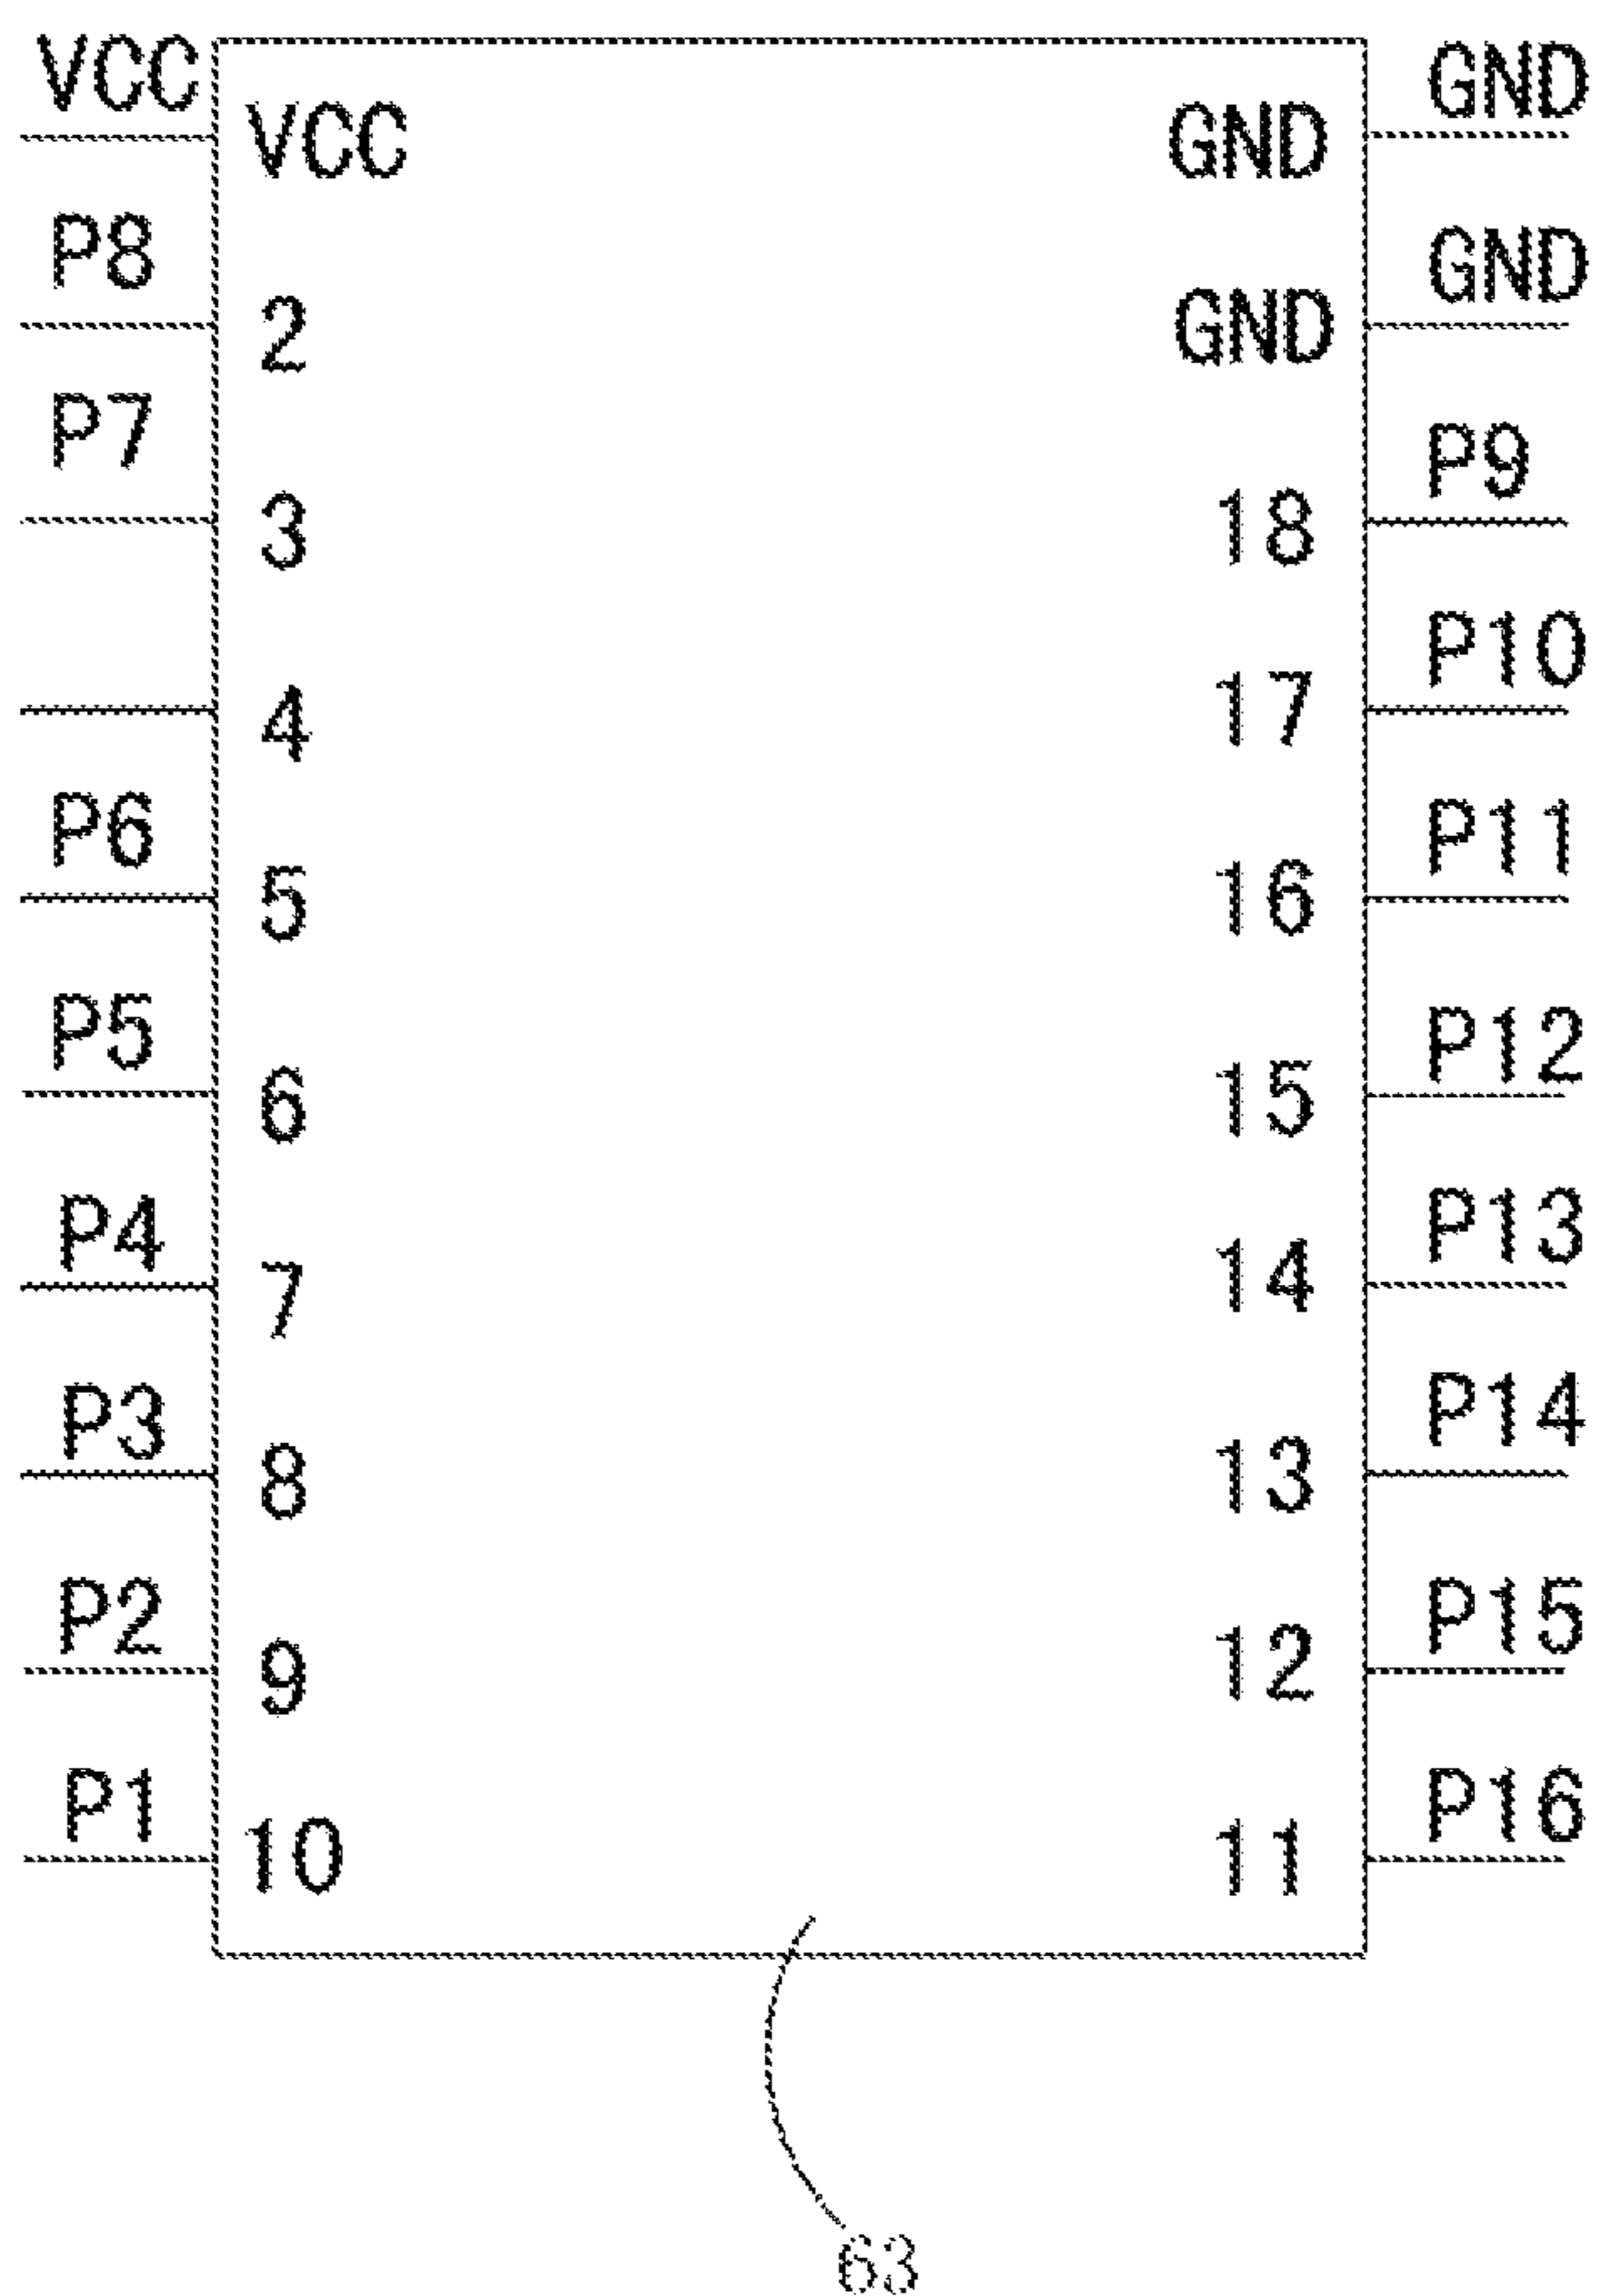 VCC GND
VCC GND
P8 GND
2 GND
P7 P9
3 18
P10
4 17
P6 P11
5 16
P5 P12
6 15
P4 P13
7 14
P3 P14
8 13
P2 P15
9 12
P1 P16
10 11
63